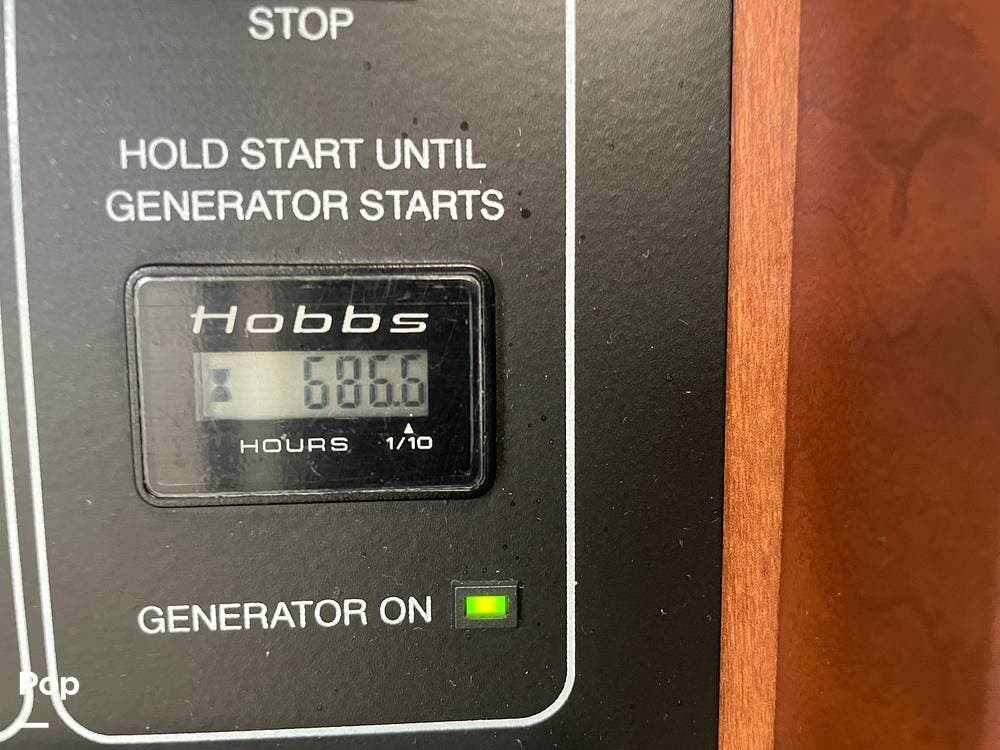 STOP
HOLD START UNTIL
GENERATOR STARTS
Hobbs
686.6
HOURS 1/10
GENERATOR ON
Pop